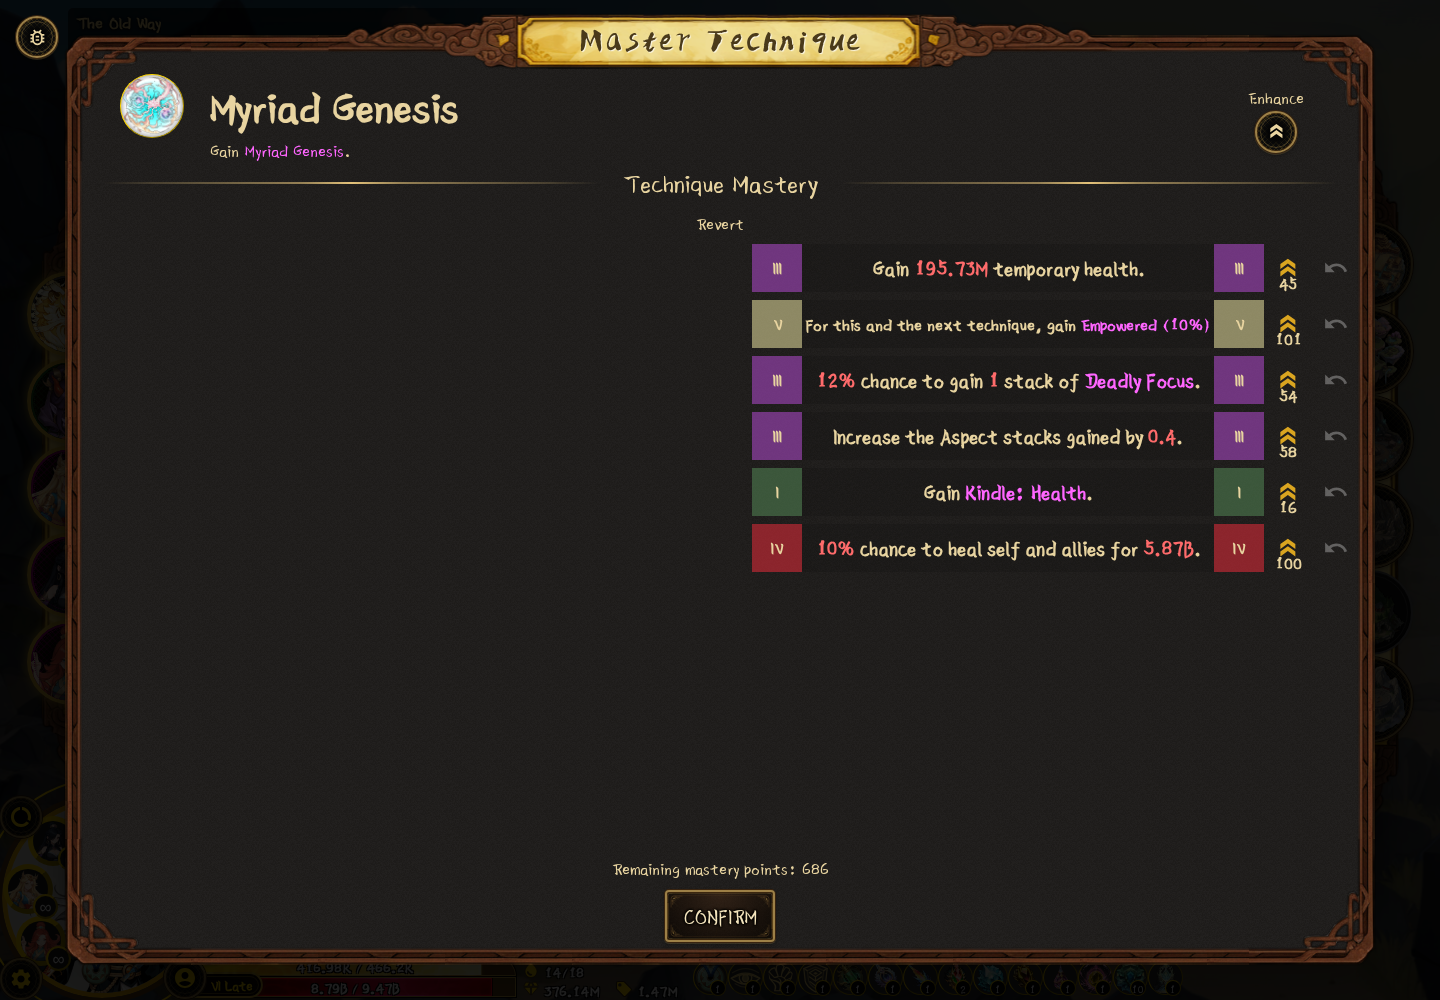 The Old Way
Master Technique
Myriad Genesis
Gain Myriad Genesis.
Enhance
Technique Mastery
Revert
III Gain 195.73M temporary health. III 45
V For this and the next technique, gain Empowered (10%) V 101
III 12% chance to gain 1 stack of Deadly Focus. III 54
III Increase the Aspect stacks gained by 0.4. III 58
I Gain Kindle: Health. I 16
IV 10% chance to heal self and allies for 5.87B. IV 100
Remaining mastery points: 686
CONFIRM
416.98K / 466.2K
14/18
VI Late
8.79B / 9.47B
376.14M
1.47M